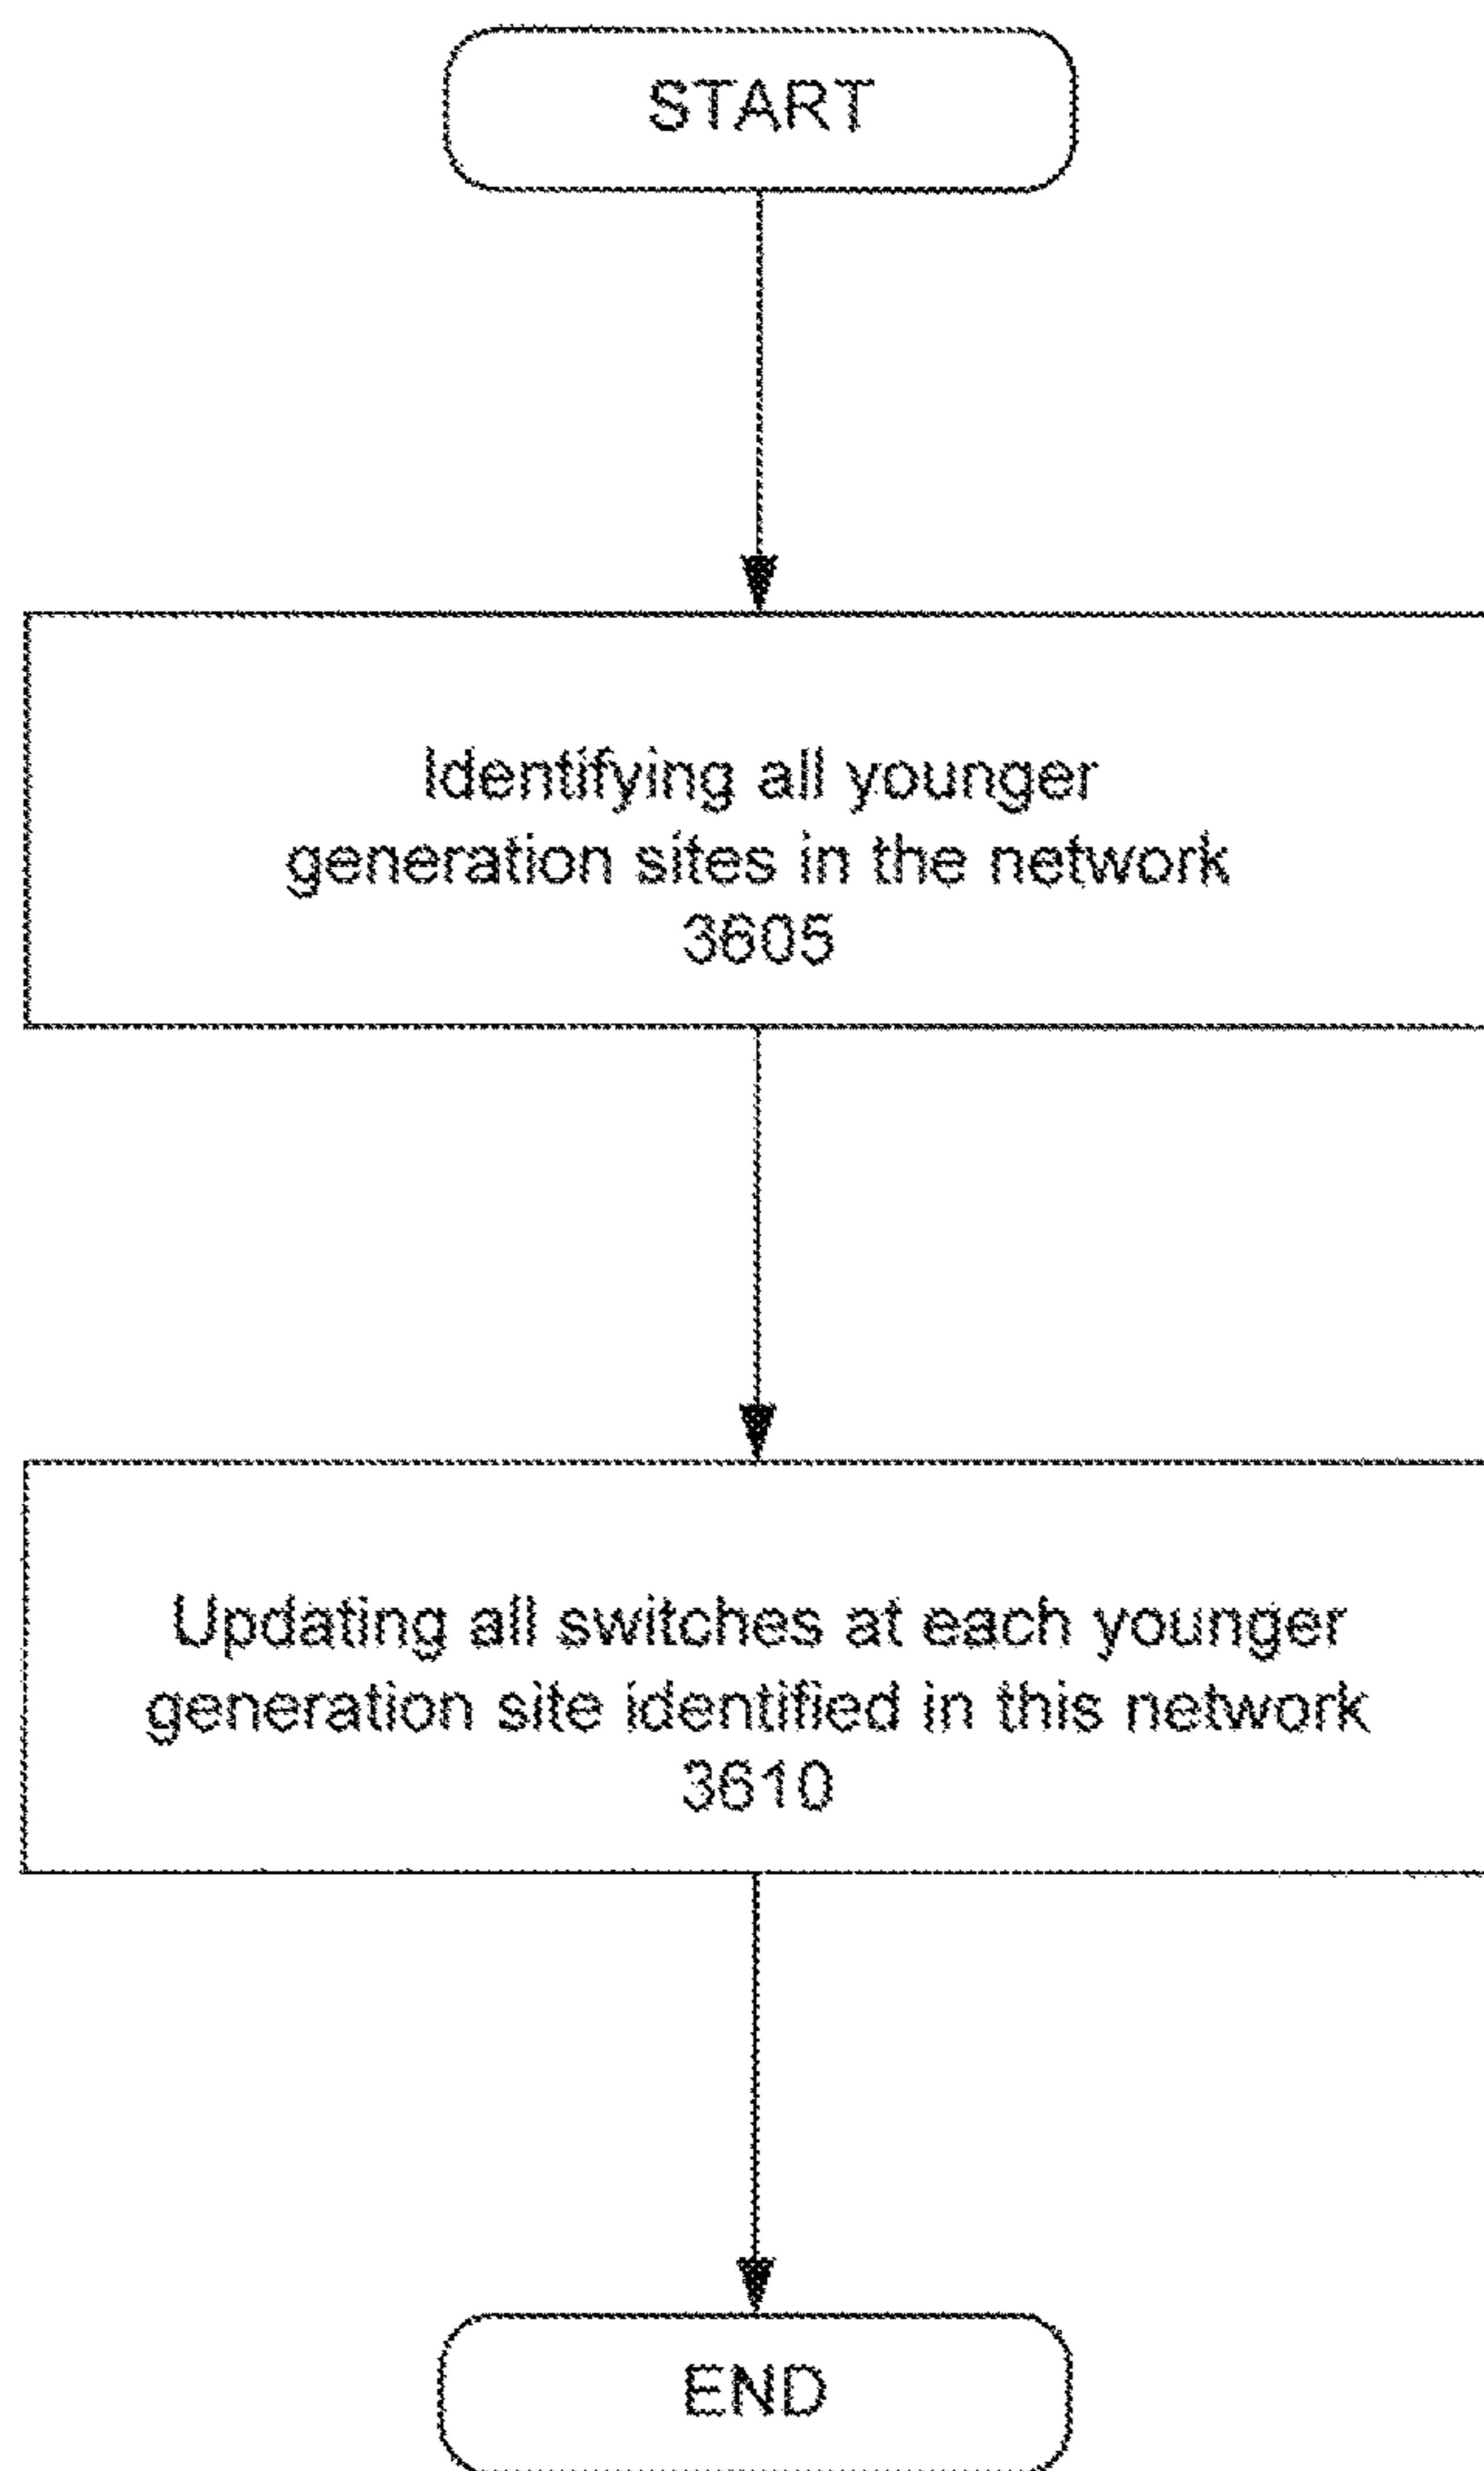 START
Identifying all younger
generation sites in the network
3605
Updating all switches at each younger
generation site identified in this network
3610
END